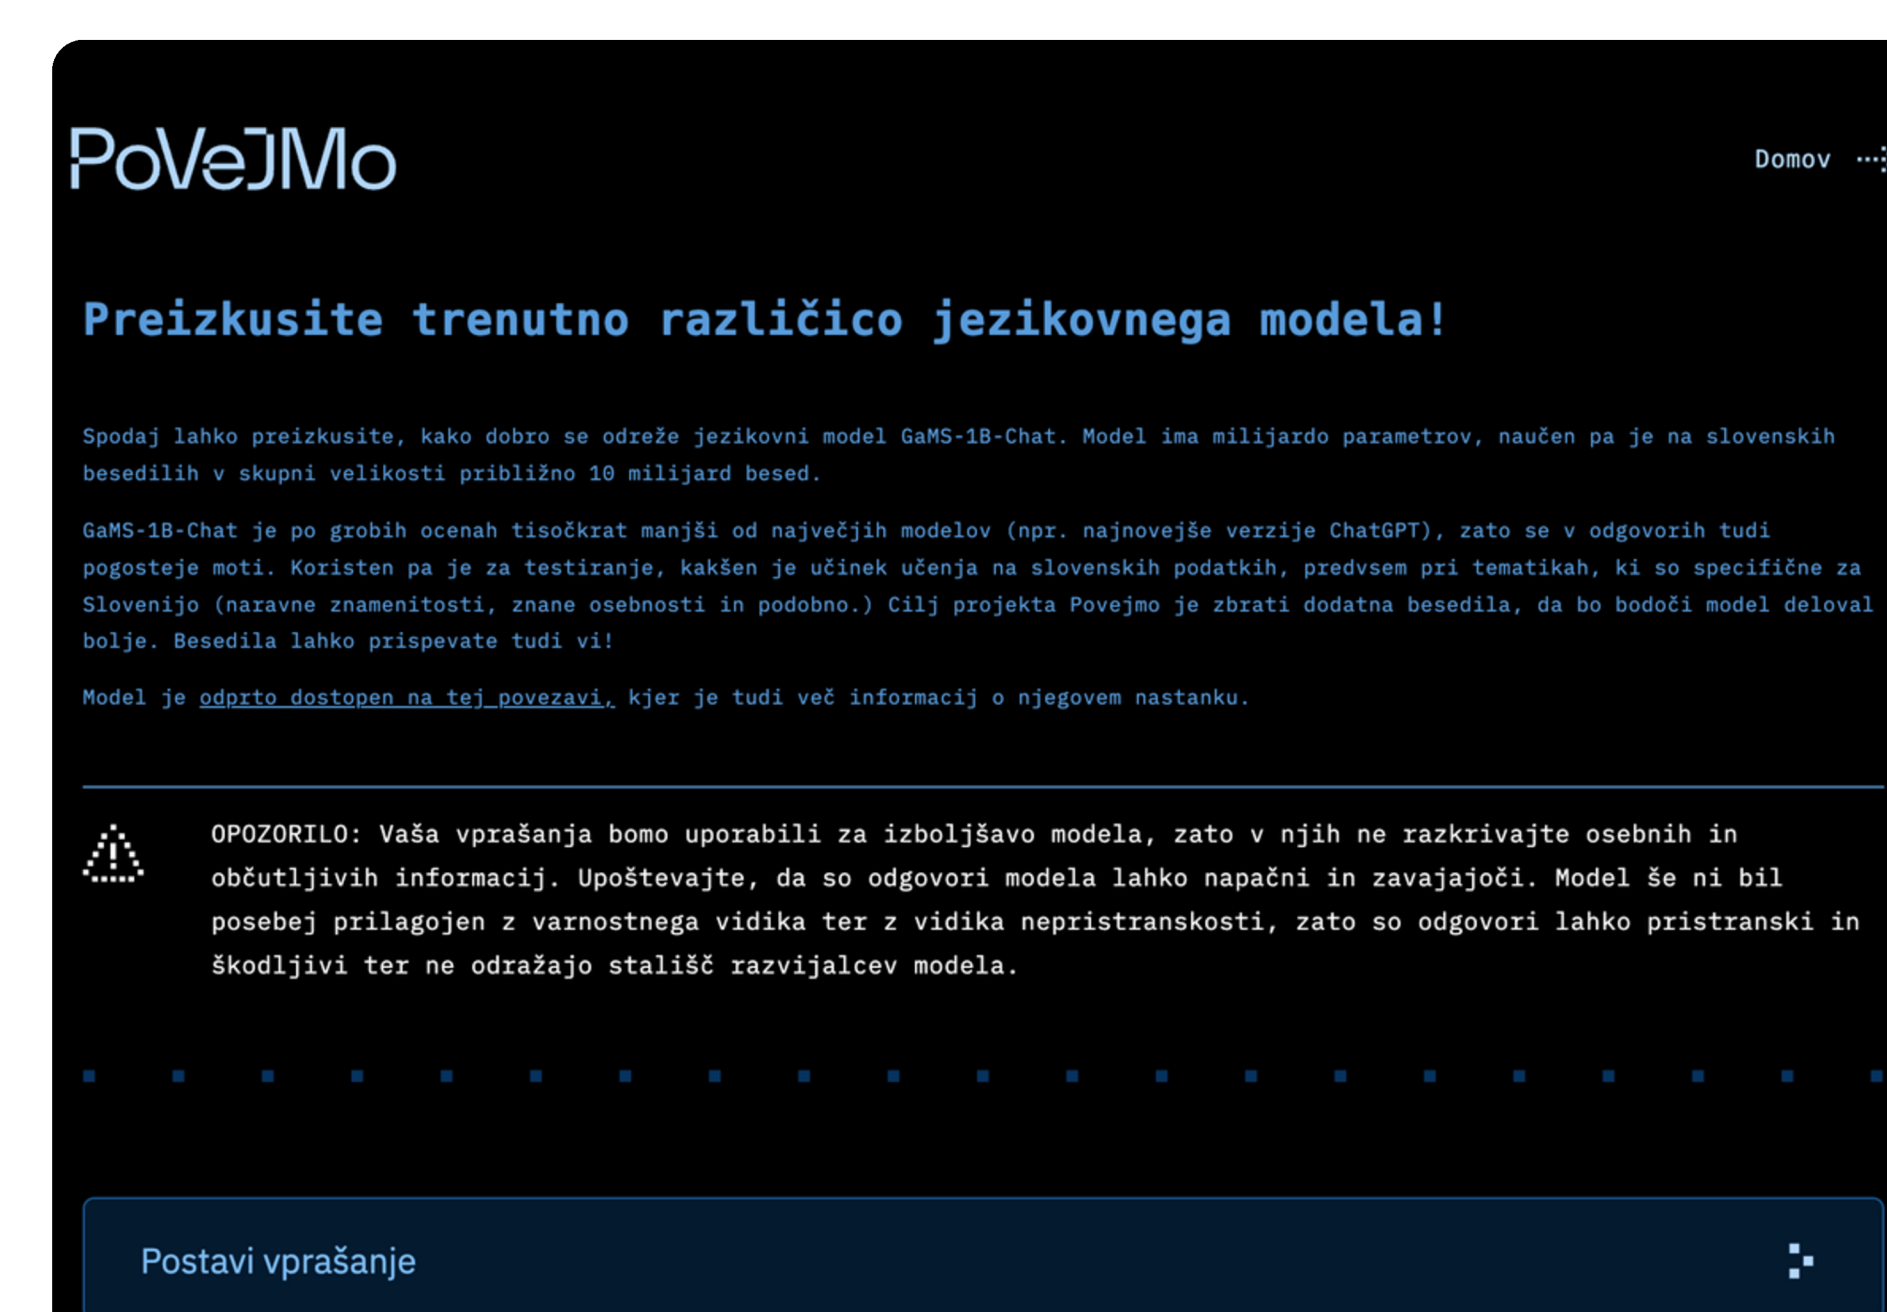 PoVeJMo
Domov
Preizkusite trenutno različico jezikovnega modela!
Spodaj lahko preizkusite, kako dobro se odreže jezikovni model GaMS-1B-Chat. Model ima milijardo parametrov, naučen pa je na slovenskih
besedilih v skupni velikosti približno 10 milijard besed.
GaMS-1B-Chat je po grobih ocenah tisočkrat manjši od največjih modelov (npr. najnovejše verzije ChatGPT), zato se v odgovorih tudi
pogosteje moti. Koristen pa je za testiranje, kakšen je učinek učenja na slovenskih podatkih, predvsem pri tematikah, ki so specifične za
Slovenijo (naravne znamenitosti, znane osebnosti in podobno.) Cilj projekta Povejmo je zbrati dodatna besedila, da bo bodoči model deloval
bolje. Besedila lahko prispevate tudi vi!
Model je odprto dostopen na tej povezavi, kjer je tudi več informacij o njegovem nastanku.
OPOZORILO: Vaša vprašanja bomo uporabili za izboljšavo modela, zato v njih ne razkrivajte osebnih in
občutljivih informacij. Upoštevajte, da so odgovori modela lahko napačni in zavajajoči. Model še ni bil
posebej prilagojen z varnostnega vidika ter z vidika nepristranskosti, zato so odgovori lahko pristranski in
škodljivi ter ne odražajo stališč razvijalcev modela.
Postavi vprašanje